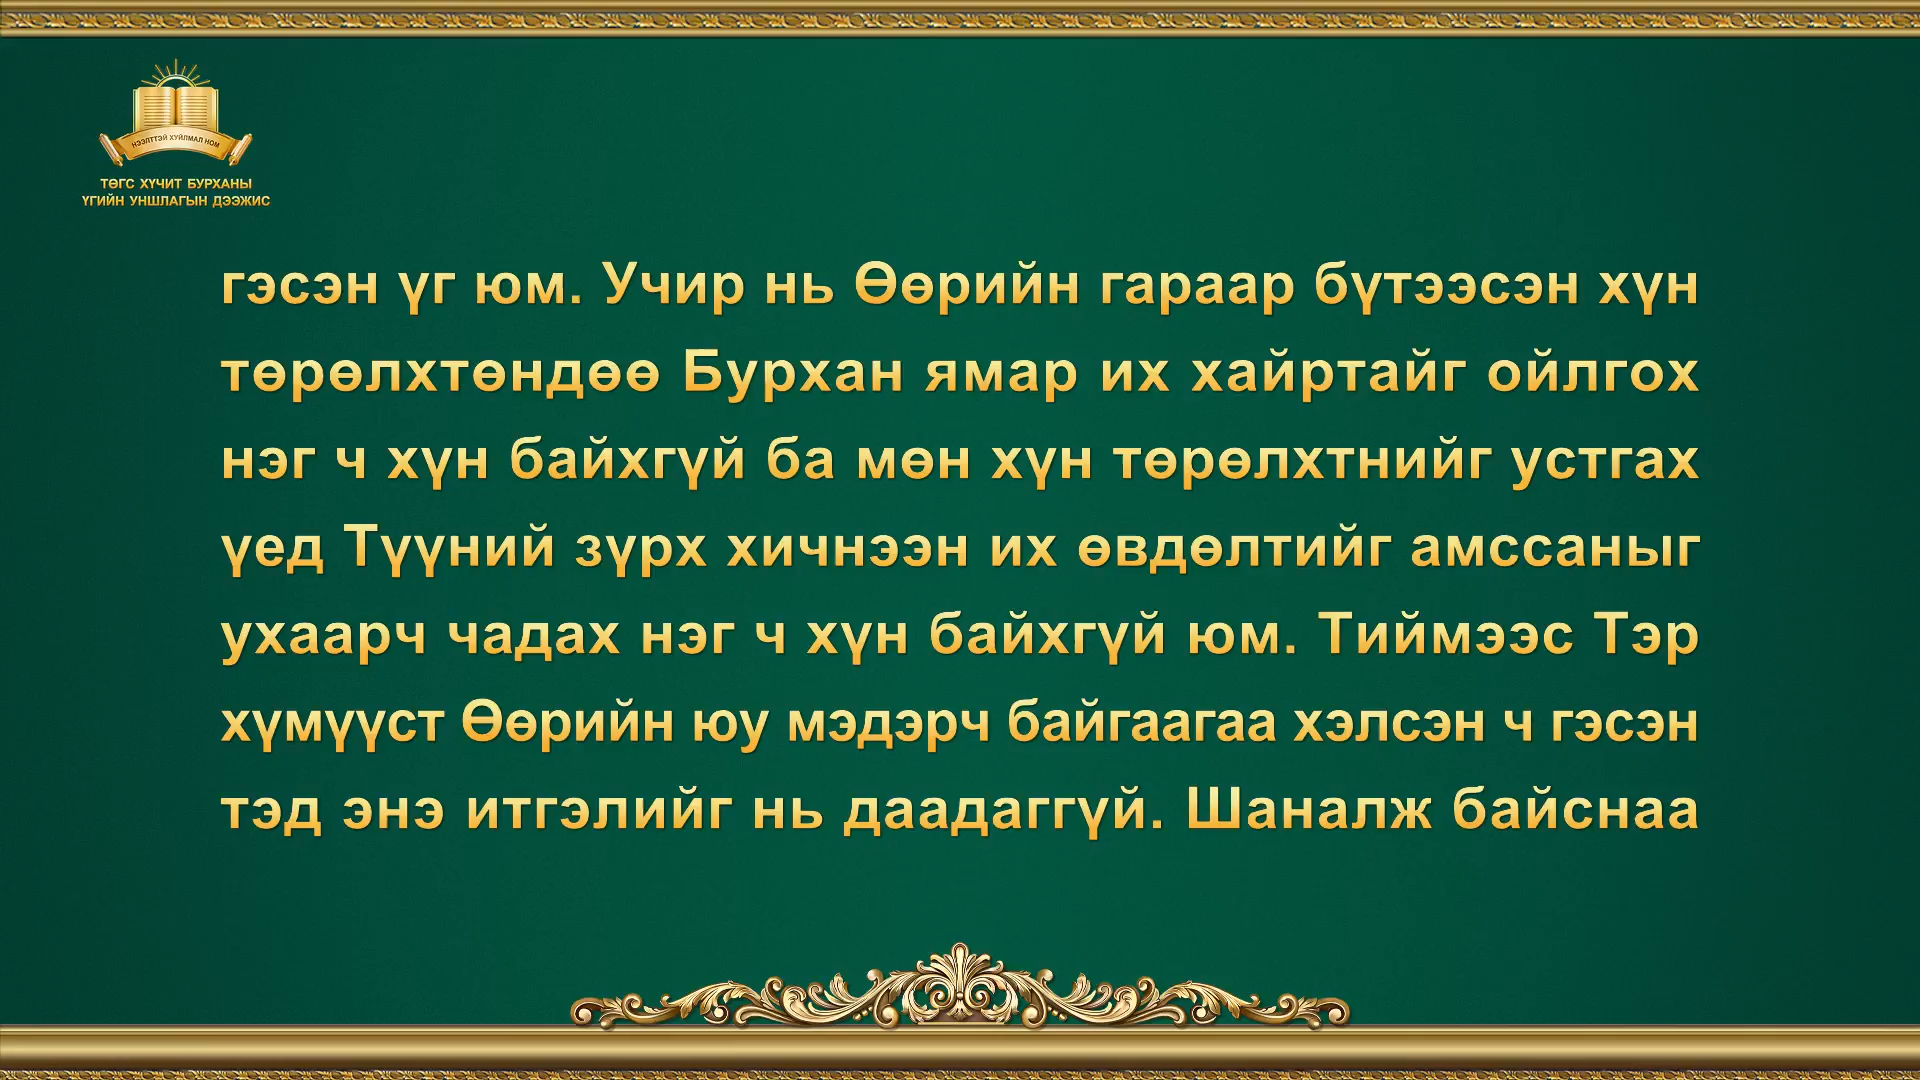 НЭЭЛТТЭЙ ХУЙЛМАЛ НОМ
ТӨГС ХҮЧИТ БУРХАНЫ
ҮГИЙН УНШЛАГЫН ДЭЭЖИС
гэсэн үг юм. Учир нь Өөрийн гараар бүтээсэн хүн
төрөлхтөндөө Бурхан ямар их хайртайг ойлгох
нэг ч хүн байхгүй ба мөн хүн төрөлхтнийг устгах
үед Түүний зүрх хичнээн их өвдөлтийг амссаныг
ухаарч чадах нэг ч хүн байхгүй юм. Тиймээс Тэр
хүмүүст Өөрийн юу мэдэрч байгаагаа хэлсэн ч гэсэн
тэд энэ итгэлийг нь даадаггүй. Шаналж байснаа